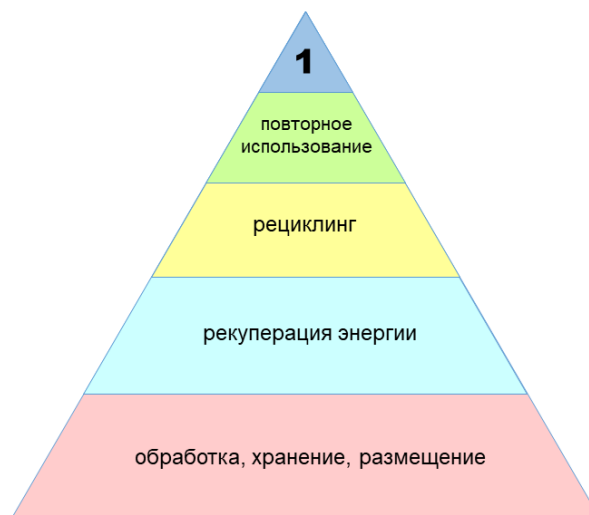 1
повторное
использование
рециклинг
рекуперация энергии
обработка, хранение, размещение